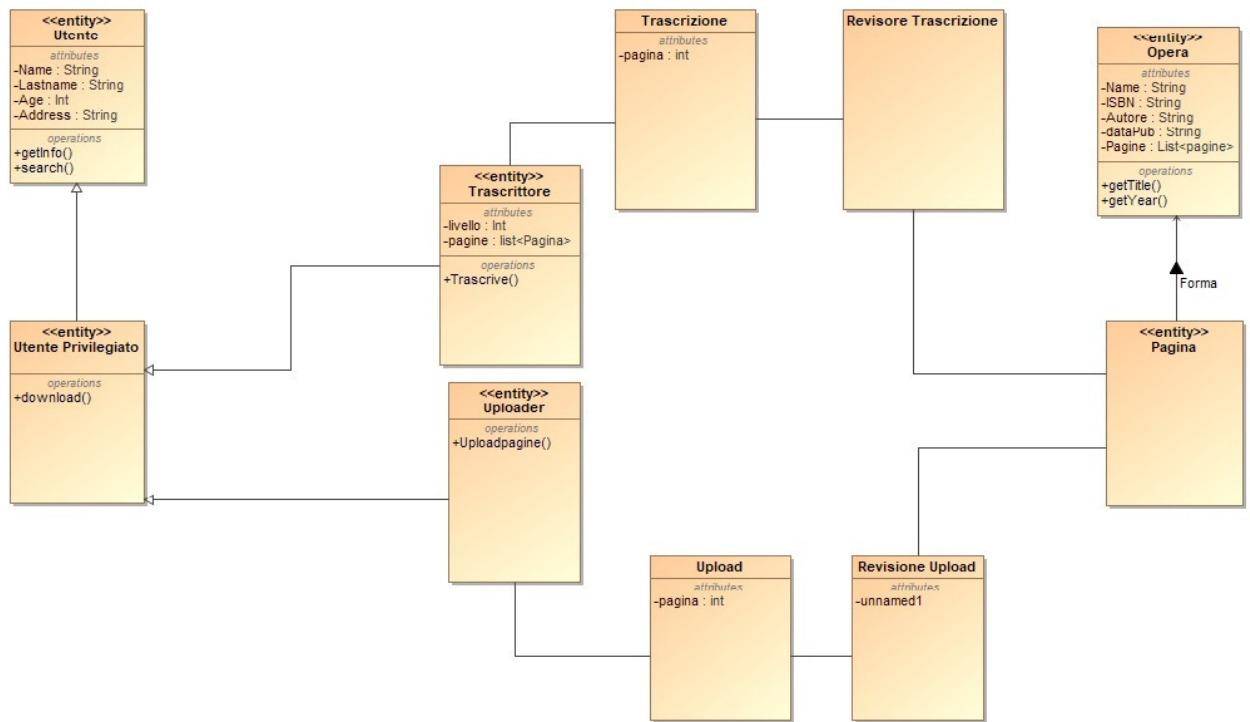 <<entity>>
Utente
attributes
-Name : String
-Lastname : String
-Age : Int
-Address : String
operations
+getInfo()
+search()
<<entity>>
Utente Privilegiato
operations
+download()
<<entity>>
Trascrittore
attributes
-livello : Int
-pagine : list<Pagina>
operations
+Trascrive()
<<entity>>
Uploader
operations
+Uploadpagine()
Trascrizione
attributes
-pagina : int
Revisore Trascrizione
Upload
attributes
-pagina : int
Revisione Upload
attributes
-unnamed1
<<entity>>
Opera
attributes
-Name : String
-ISBN : String
-Autore : String
-dataPub : String
-Pagine : List<pagine>
operations
+getTitle()
+getYear()
Forma
<<entity>>
Pagina